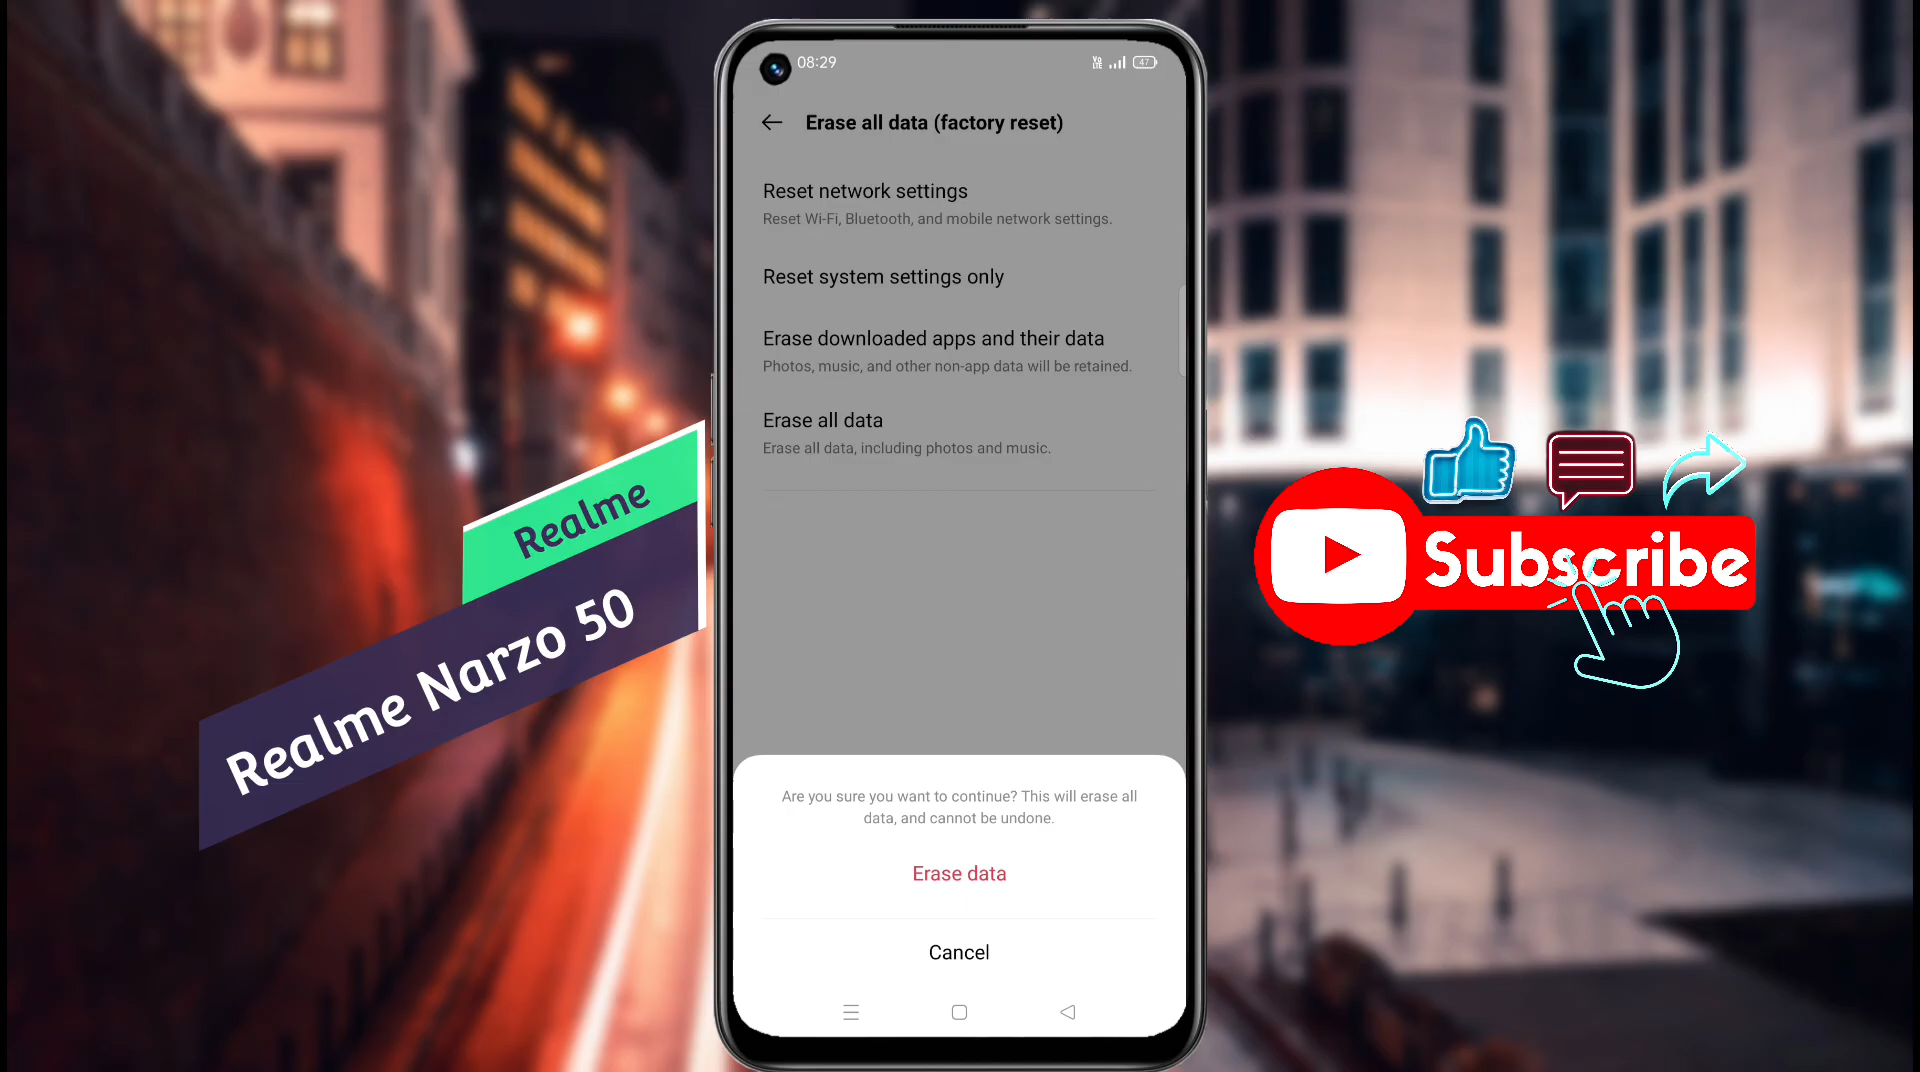 08:29
Vo LTE 47
Erase all data (factory reset)
Reset network settings
Reset Wi-Fi, Bluetooth, and mobile network settings.
Reset system settings only
Erase downloaded apps and their data
Photos, music, and other non-app data will be retained.
Erase all data
Erase all data, including photos and music.
Realme
Realme Narzo 50
Subscribe
Are you sure you want to continue? This will erase all
data, and cannot be undone.
Erase data
Cancel